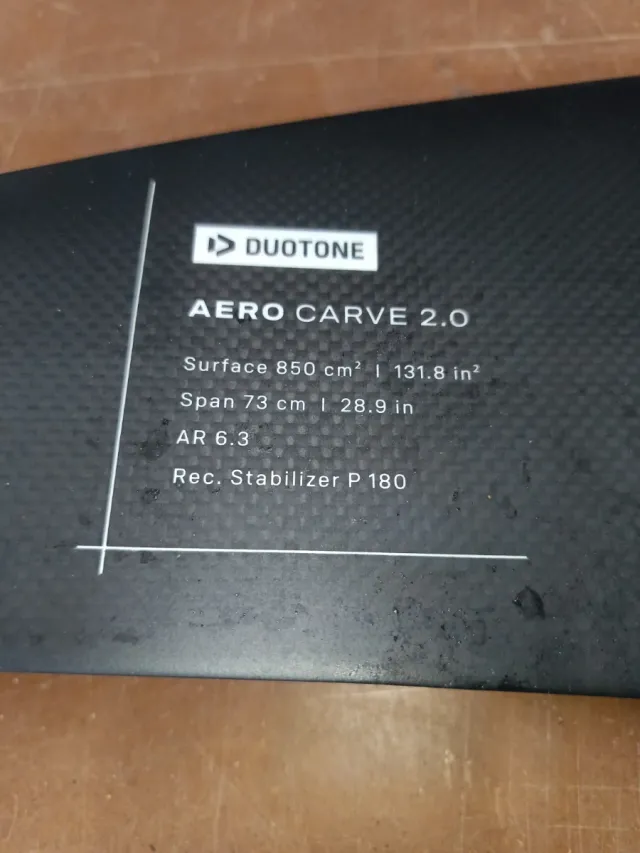 DUOTONE
AERO CARVE 2.0
Surface 850 cm² | 131.8 in²
Span 73 cm | 28.9 in
AR 6.3
Rec. Stabilizer P 180